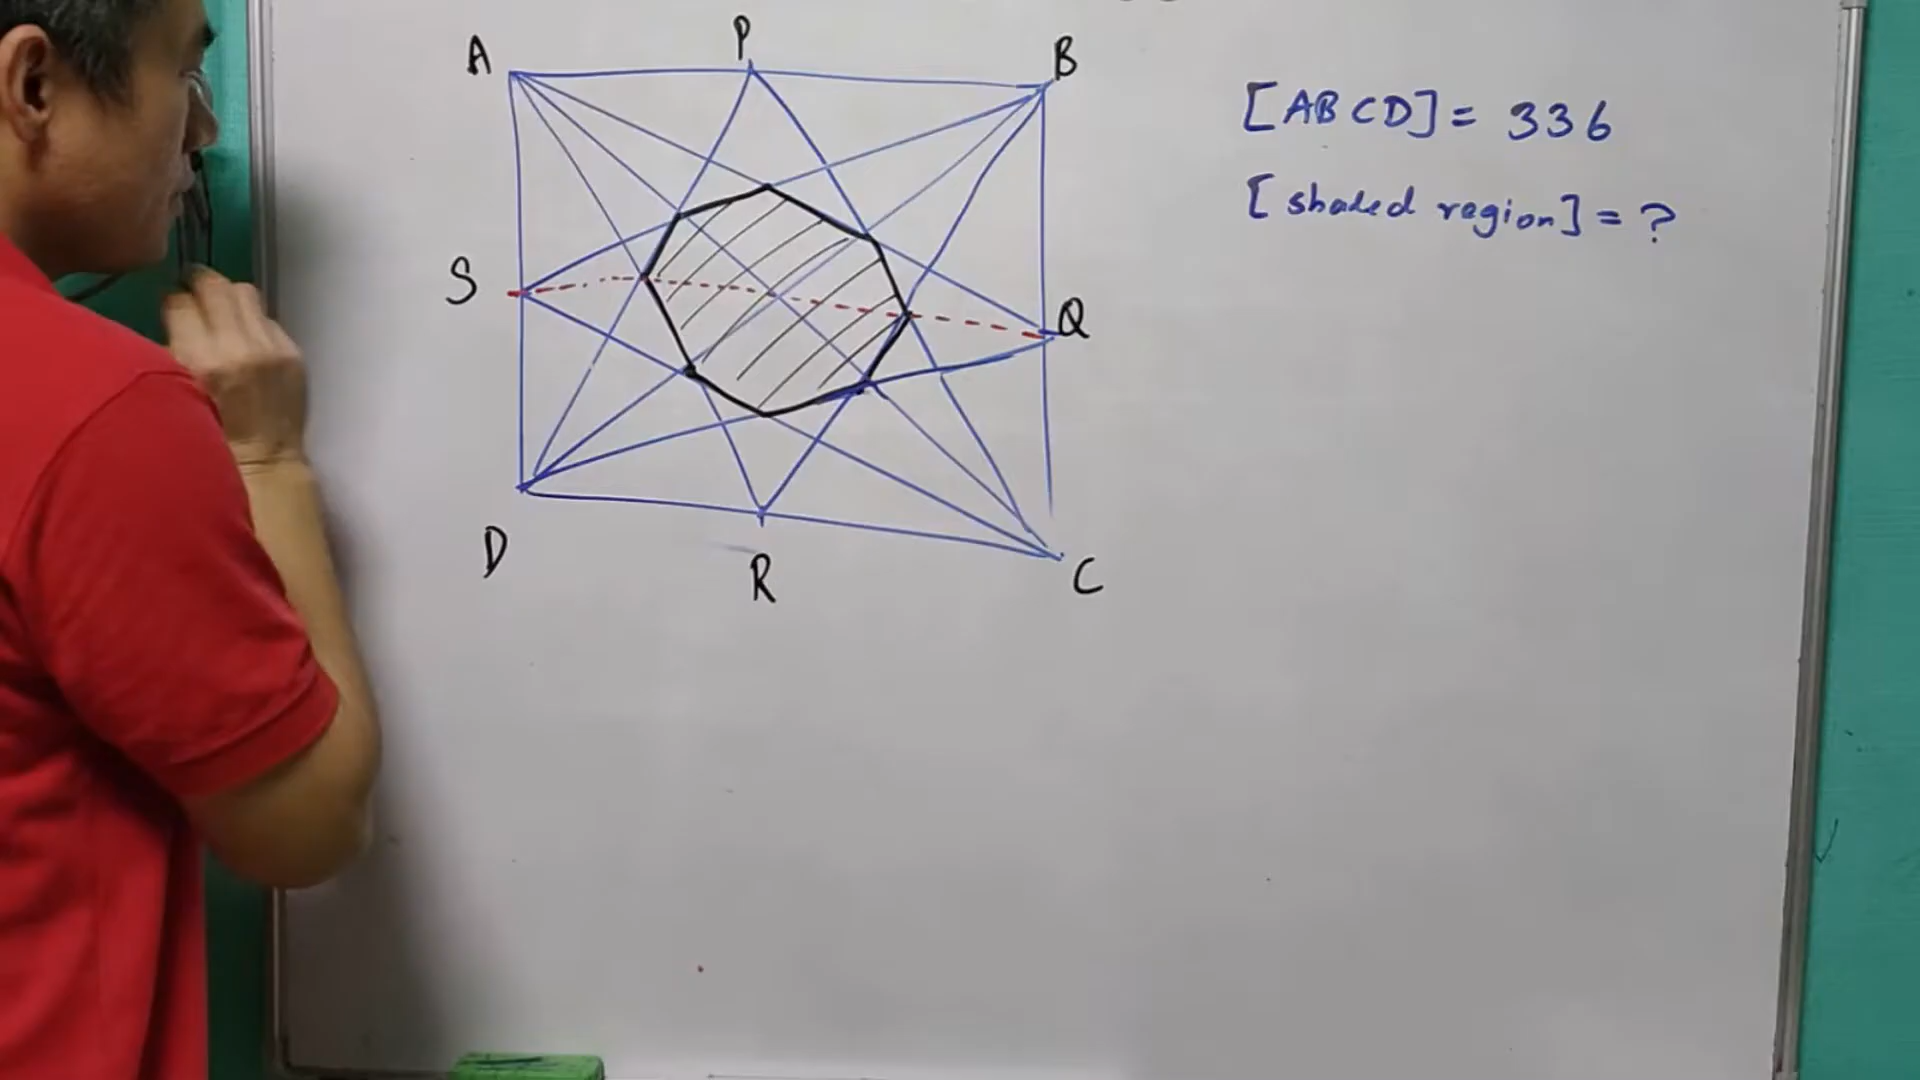 A P B
[ABCD] = 336
[shaded region] = ?
S Q
D R C